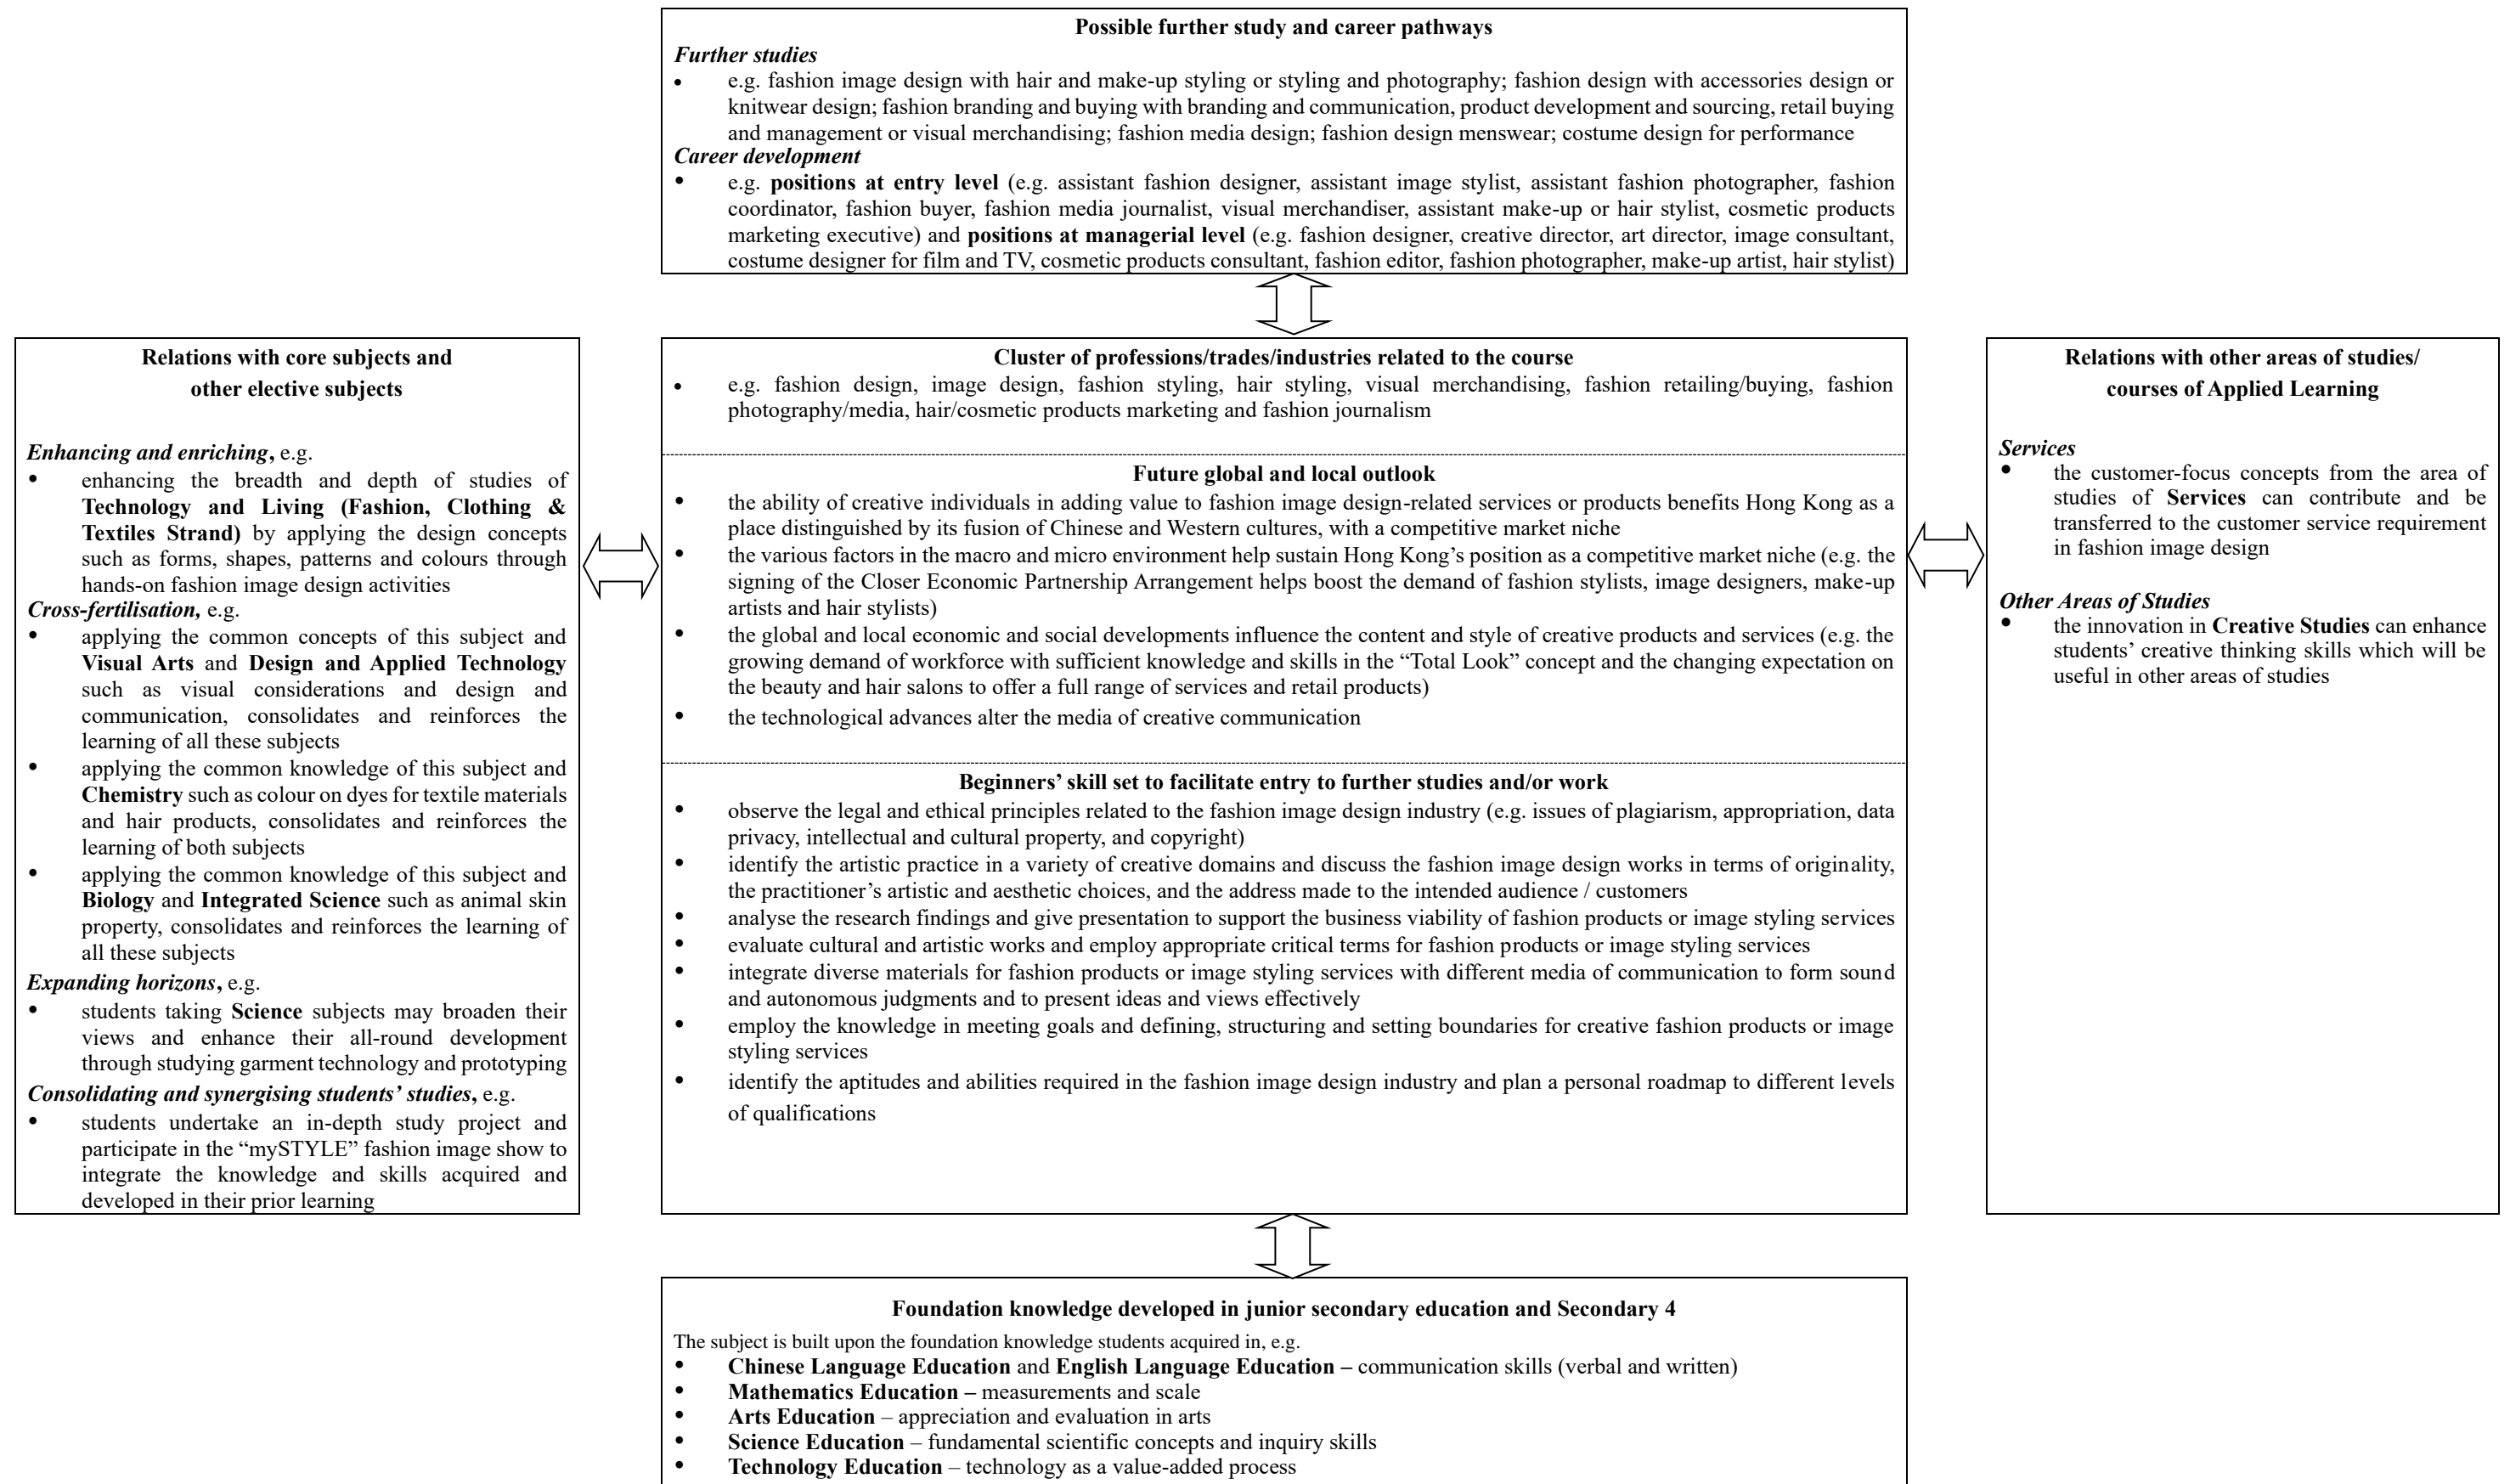 Possible further study and career pathways
Further studies
• e.g. fashion image design with hair and make-up styling or styling and photography; fashion design with accessories design or
knitwear design; fashion branding and buying with branding and communication, product development and sourcing, retail buying
and management or visual merchandising; fashion media design; fashion design menswear; costume design for performance
Career development
• e.g. positions at entry level (e.g. assistant fashion designer, assistant image stylist, assistant fashion photographer, fashion
coordinator, fashion buyer, fashion media journalist, visual merchandiser, assistant make-up or hair stylist, cosmetic products
marketing executive) and positions at managerial level (e.g. fashion designer, creative director, art director, image consultant,
costume designer for film and TV, cosmetic products consultant, fashion editor, fashion photographer, make-up artist, hair stylist)
Relations with core subjects and
other elective subjects
Enhancing and enriching, e.g.
• enhancing the breadth and depth of studies of
Technology and Living (Fashion, Clothing &
Textiles Strand) by applying the design concepts
such as forms, shapes, patterns and colours through
hands-on fashion image design activities
Cross-fertilisation, e.g.
• applying the common concepts of this subject and
Visual Arts and Design and Applied Technology
such as visual considerations and design and
communication, consolidates and reinforces the
learning of all these subjects
• applying the common knowledge of this subject and
Chemistry such as colour on dyes for textile materials
and hair products, consolidates and reinforces the
learning of both subjects
• applying the common knowledge of this subject and
Biology and Integrated Science such as animal skin
property, consolidates and reinforces the learning of
all these subjects
Expanding horizons, e.g.
• students taking Science subjects may broaden their
views and enhance their all-round development
through studying garment technology and prototyping
Consolidating and synergising students’ studies, e.g.
• students undertake an in-depth study project and
participate in the “mySTYLE” fashion image show to
integrate the knowledge and skills acquired and
developed in their prior learning
Cluster of professions/trades/industries related to the course
• e.g. fashion design, image design, fashion styling, hair styling, visual merchandising, fashion retailing/buying, fashion
photography/media, hair/cosmetic products marketing and fashion journalism
Future global and local outlook
• the ability of creative individuals in adding value to fashion image design-related services or products benefits Hong Kong as a
place distinguished by its fusion of Chinese and Western cultures, with a competitive market niche
• the various factors in the macro and micro environment help sustain Hong Kong’s position as a competitive market niche (e.g. the
signing of the Closer Economic Partnership Arrangement helps boost the demand of fashion stylists, image designers, make-up
artists and hair stylists)
• the global and local economic and social developments influence the content and style of creative products and services (e.g. the
growing demand of workforce with sufficient knowledge and skills in the “Total Look” concept and the changing expectation on
the beauty and hair salons to offer a full range of services and retail products)
• the technological advances alter the media of creative communication
Beginners’ skill set to facilitate entry to further studies and/or work
• observe the legal and ethical principles related to the fashion image design industry (e.g. issues of plagiarism, appropriation, data
privacy, intellectual and cultural property, and copyright)
• identify the artistic practice in a variety of creative domains and discuss the fashion image design works in terms of originality,
the practitioner’s artistic and aesthetic choices, and the address made to the intended audience / customers
• analyse the research findings and give presentation to support the business viability of fashion products or image styling services
• evaluate cultural and artistic works and employ appropriate critical terms for fashion products or image styling services
• integrate diverse materials for fashion products or image styling services with different media of communication to form sound
and autonomous judgments and to present ideas and views effectively
• employ the knowledge in meeting goals and defining, structuring and setting boundaries for creative fashion products or image
styling services
• identify the aptitudes and abilities required in the fashion image design industry and plan a personal roadmap to different levels
of qualifications
Relations with other areas of studies/
courses of Applied Learning
Services
• the customer-focus concepts from the area of
studies of Services can contribute and be
transferred to the customer service requirement
in fashion image design
Other Areas of Studies
• the innovation in Creative Studies can enhance
students’ creative thinking skills which will be
useful in other areas of studies
Foundation knowledge developed in junior secondary education and Secondary 4
The subject is built upon the foundation knowledge students acquired in, e.g.
• Chinese Language Education and English Language Education – communication skills (verbal and written)
• Mathematics Education – measurements and scale
• Arts Education – appreciation and evaluation in arts
• Science Education – fundamental scientific concepts and inquiry skills
• Technology Education – technology as a value-added process